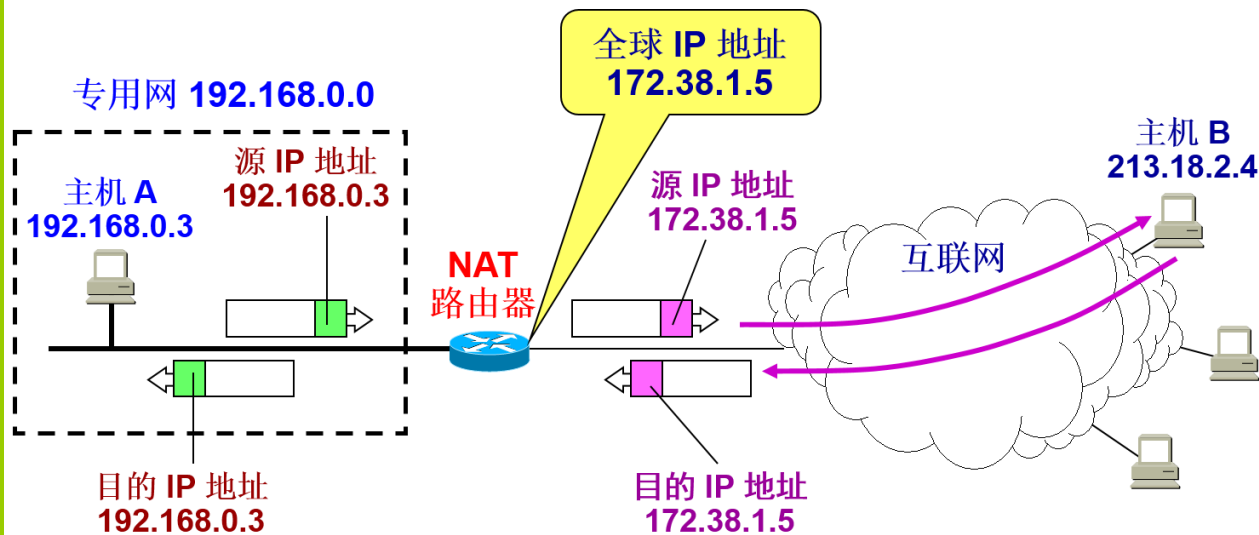 全球 IP 地址
172.38.1.5
专用网 192.168.0.0
主机 B
213.18.2.4
源 IP 地址
192.168.0.3
主机 A
192.168.0.3
源 IP 地址
172.38.1.5
互联网
NAT
路由器
目的 IP 地址
192.168.0.3
目的 IP 地址
172.38.1.5